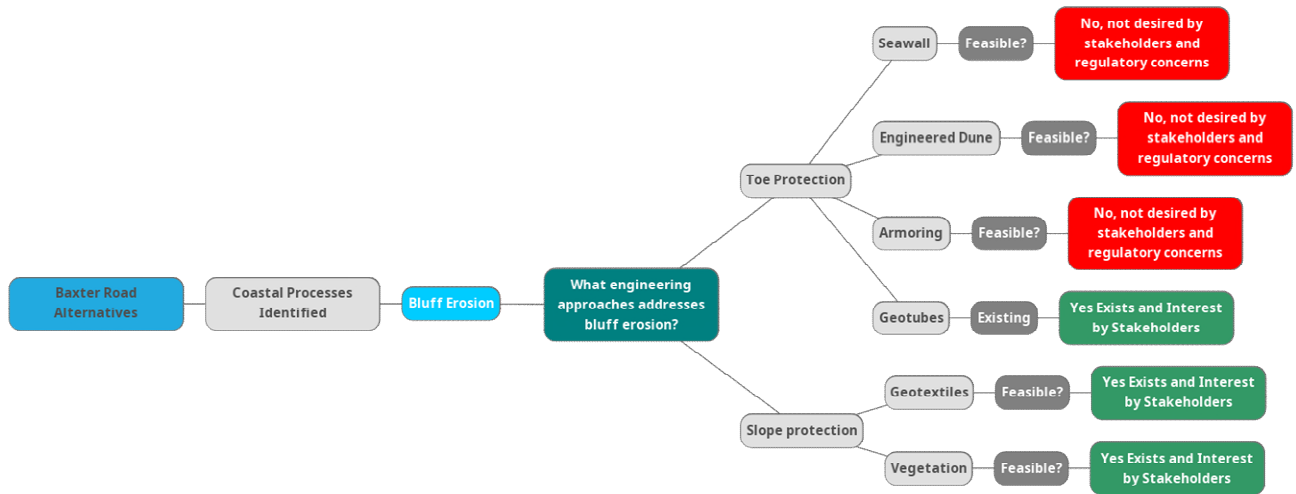 Baxter Road
Alternatives
Coastal Processes
Identified
Bluff Erosion
What engineering
approaches addresses
bluff erosion?
Toe Protection
Seawall
Feasible?
No, not desired by
stakeholders and
regulatory concerns
Engineered Dune
Feasible?
No, not desired by
stakeholders and
regulatory concerns
Armoring
Feasible?
No, not desired by
stakeholders and
regulatory concerns
Geotubes
Existing
Yes Exists and Interest
by Stakeholders
Slope protection
Geotextiles
Feasible?
Yes Exists and Interest
by Stakeholders
Vegetation
Feasible?
Yes Exists and Interest
by Stakeholders